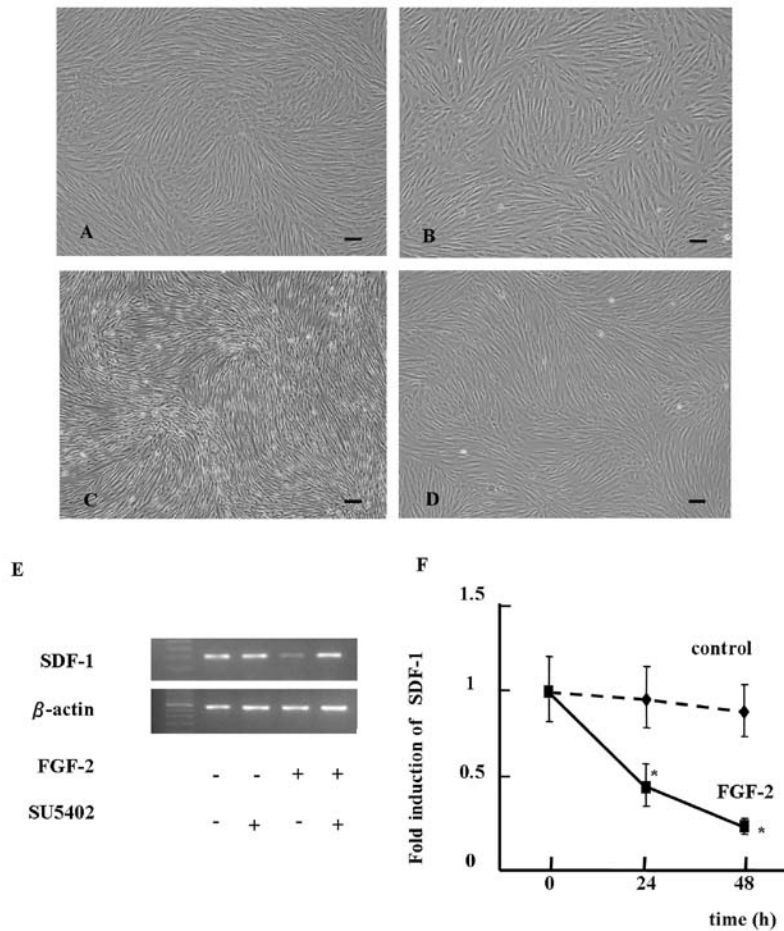 A
B
C
D
E
SDF-1
β-actin
FGF-2 - - + +
SU5402 - + - +
F
Fold induction of SDF-1
1.5
1
0.5
0
control
FGF-2
*
*
0 24 48
time (h)